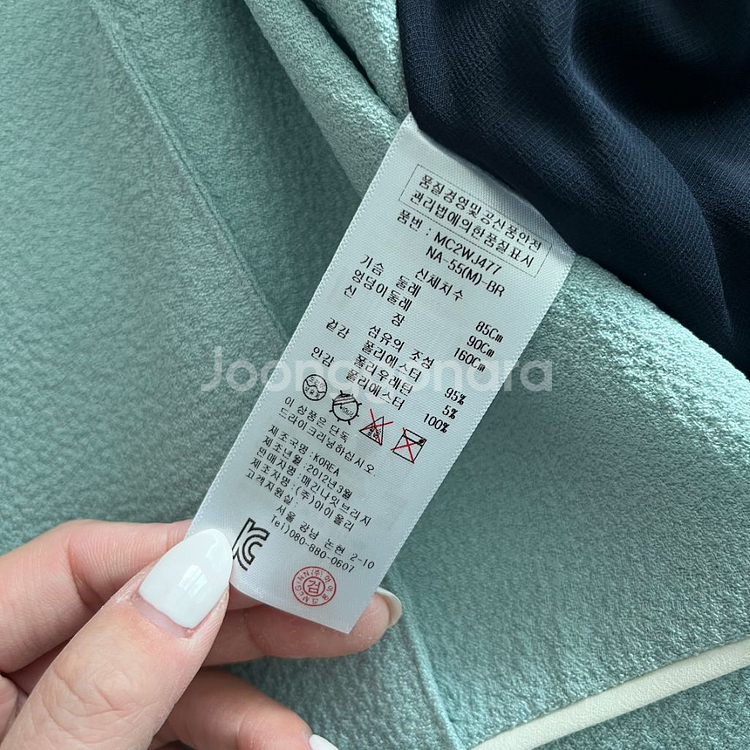 품질경영및공산품안전
관리법에의한품질표시
품번 : MC2WJ477
NA-55(M)-BR
신체치수
가슴 둘레 85Cm
엉덩이둘레 90Cm
신 장 160Cm
섬유의 조성
겉감 폴리에스터 95%
폴리우레탄 5%
안감 폴리에스터 100%
이 상품은 단독
드라이크리닝하십시오.
제조국명 : KOREA
제조년월 : 2012년3월
판매자명 : 매긴나잇브리지
제조자명 : (주)아이올리
고객지원실 :
서울 강남 논현 2-10
Tel)080-880-0607
검
Joonggonara